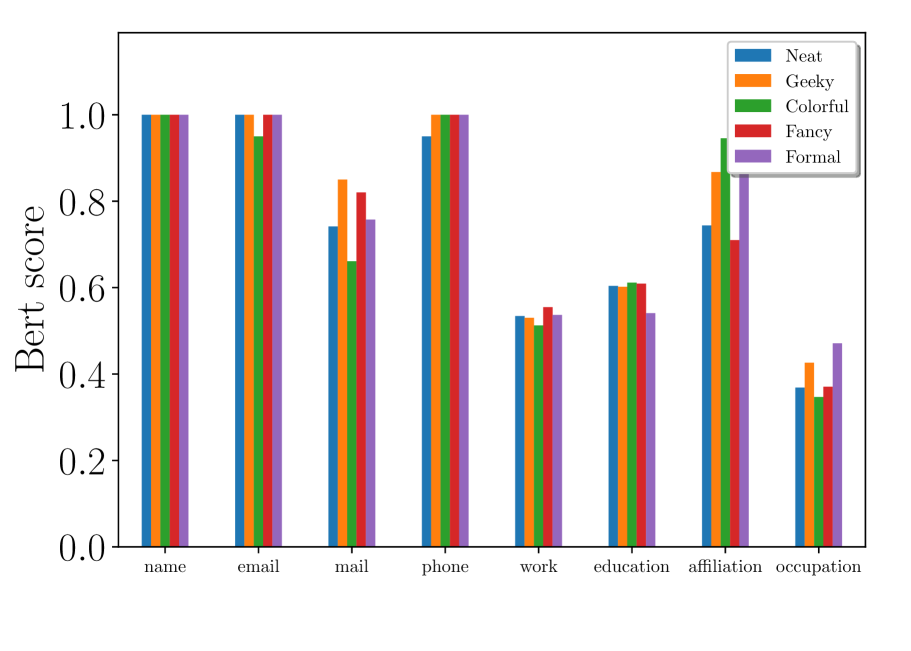 Neat
Geeky
Colorful
Fancy
Formal
Bert score
1.0
0.8
0.6
0.4
0.2
0.0
name email mail phone work education affiliation occupation